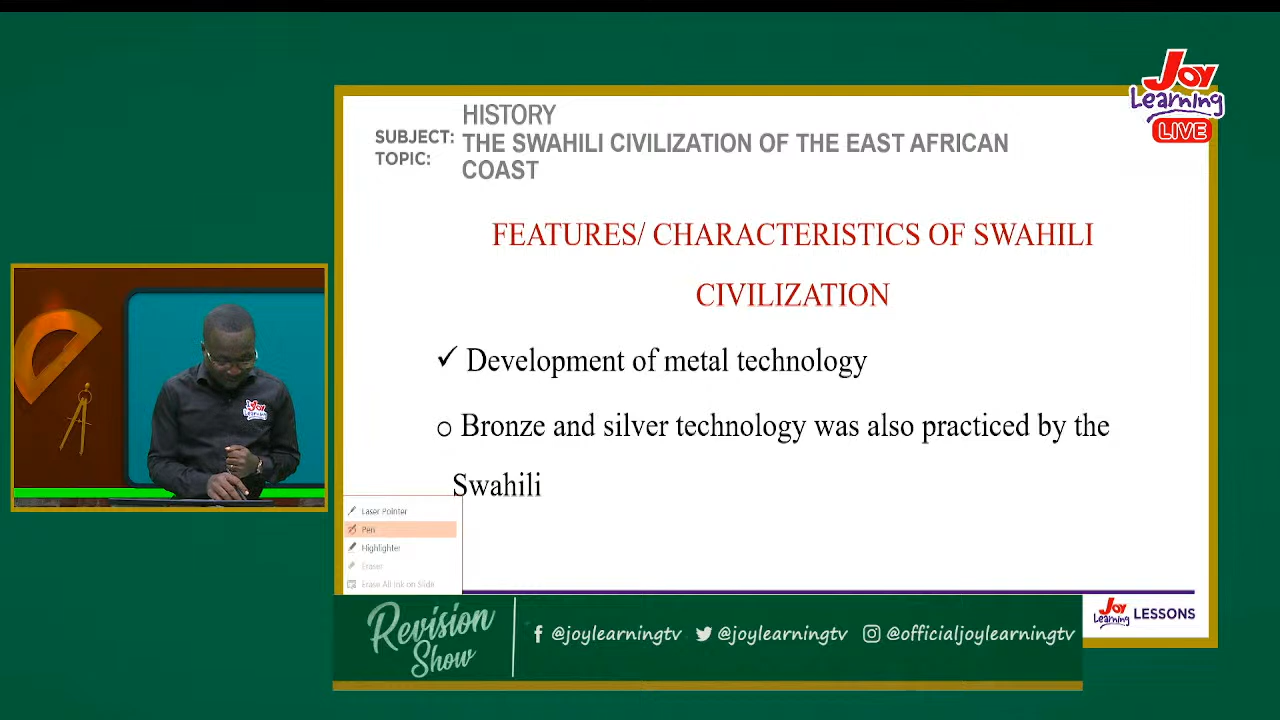 Joy
Learning
LIVE
HISTORY
SUBJECT: THE SWAHILI CIVILIZATION OF THE EAST AFRICAN
TOPIC: COAST
FEATURES/ CHARACTERISTICS OF SWAHILI
CIVILIZATION
✓ Development of metal technology
o Bronze and silver technology was also practiced by the
Swahili
Joy
Learning
Laser Pointer
Pen
Highlighter
Eraser
Erase All Ink on Slide
Revision
Show
@joylearningtv @joylearningtv @officialjoylearningtv
Joy
Learning LESSONS